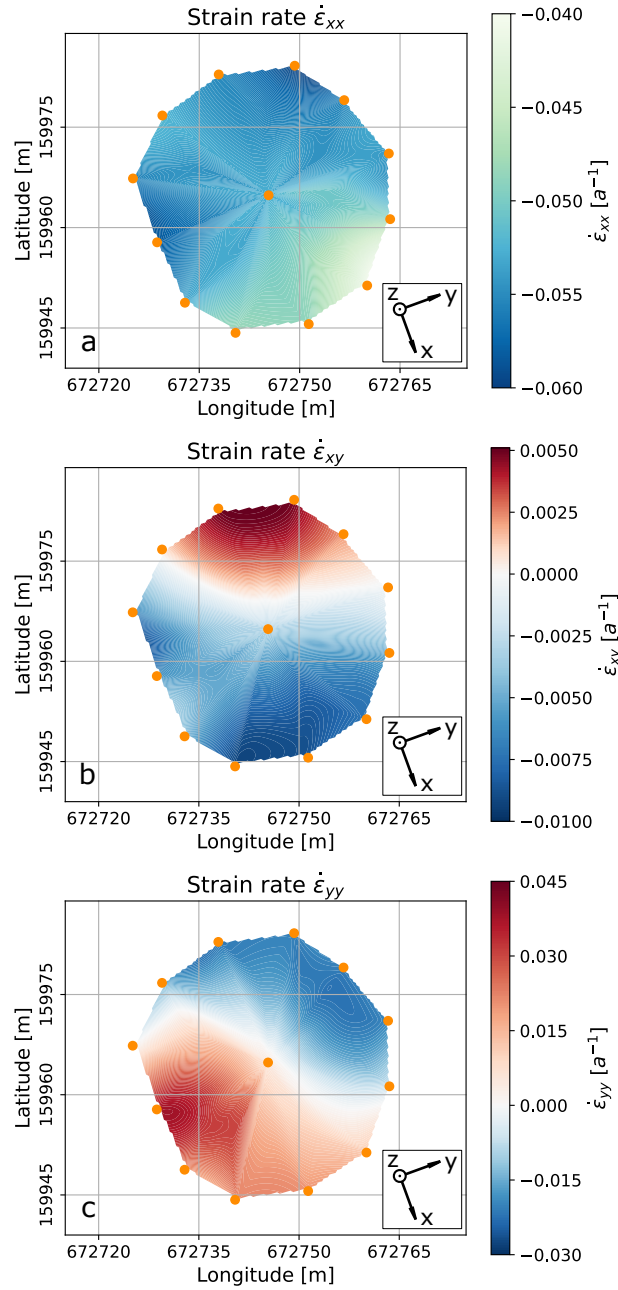 Strain rate ε̇xx
Latitude [m]
159975
159960
159945
a
z
y
x
672720 672735 672750 672765
Longitude [m]
−0.040
−0.045
−0.050
−0.055
−0.060
ε̇xx [a⁻¹]
Strain rate ε̇xy
Latitude [m]
159975
159960
159945
b
z
y
x
672720 672735 672750 672765
Longitude [m]
0.0050
0.0025
0.0000
−0.0025
−0.0050
−0.0075
−0.0100
ε̇xy [a⁻¹]
Strain rate ε̇yy
Latitude [m]
159975
159960
159945
c
z
y
x
672720 672735 672750 672765
Longitude [m]
0.045
0.030
0.015
0.000
−0.015
−0.030
ε̇yy [a⁻¹]